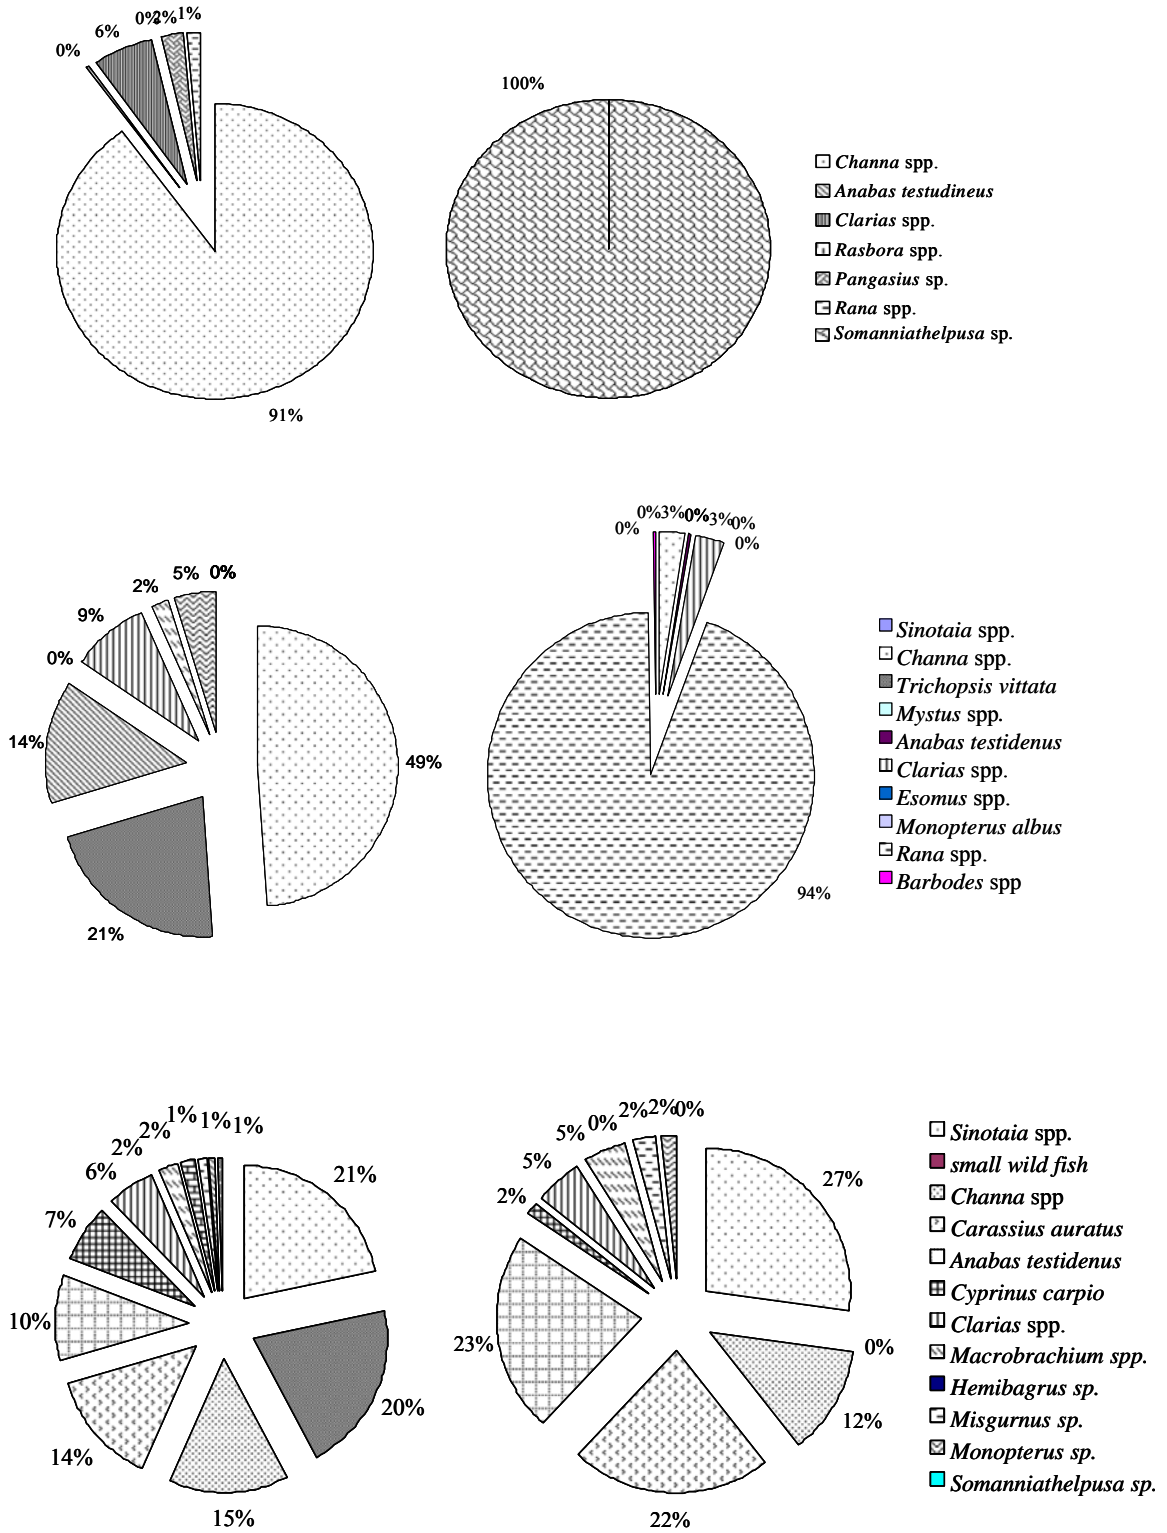 0%
6%
0%
2%
1%
91%
100%
Channa spp.
Anabas testudineus
Clarias spp.
Rasbora spp.
Pangasius sp.
Rana spp.
Somanniathelpusa sp.
0%
9%
2%
5%
0%
14%
21%
49%
0%
0%
3%
0%
3%
0%
0%
94%
Sinotaia spp.
Channa spp.
Trichopsis vittata
Mystus spp.
Anabas testidenus
Clarias spp.
Esomus spp.
Monopterus albus
Rana spp.
Barbodes spp
21%
20%
15%
14%
10%
7%
6%
2%
2%
1%
1%
1%
27%
0%
12%
22%
23%
2%
5%
5%
0%
2%
2%
0%
Sinotaia spp.
small wild fish
Channa spp
Carassius auratus
Anabas testidenus
Cyprinus carpio
Clarias spp.
Macrobrachium spp.
Hemibagrus sp.
Misgurnus sp.
Monopterus sp.
Somanniathelpusa sp.